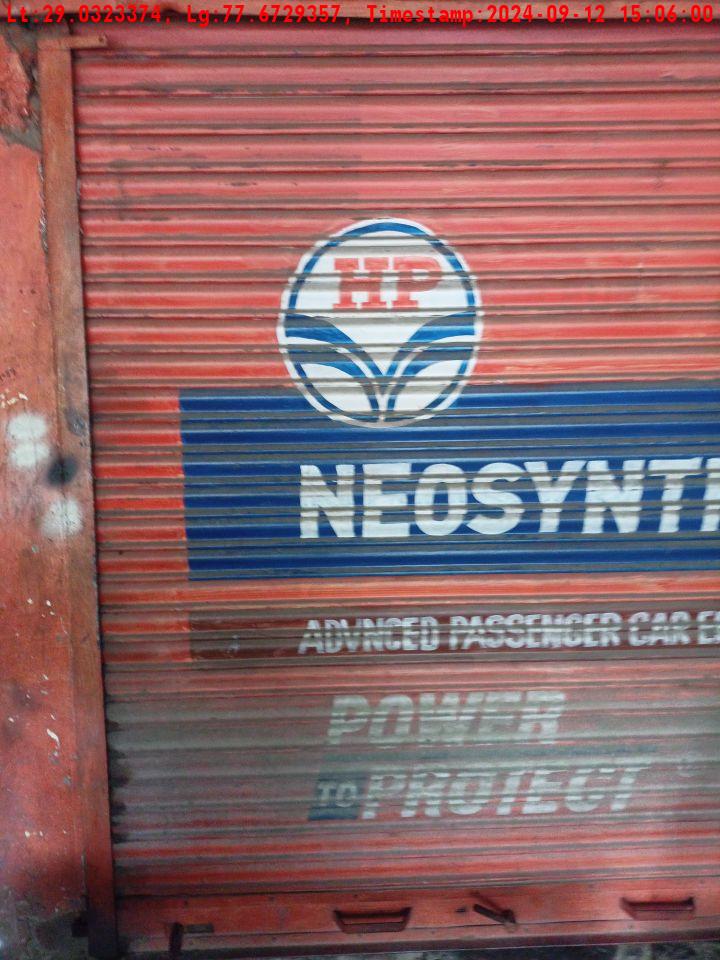 Lt:29.0323374, Lg:77.6729357, Timestamp:2024-09-12 15:06:00
HP
NEOSYNTH
ADVNCED PASSENGER CAR E
POWER
TO PROTECT